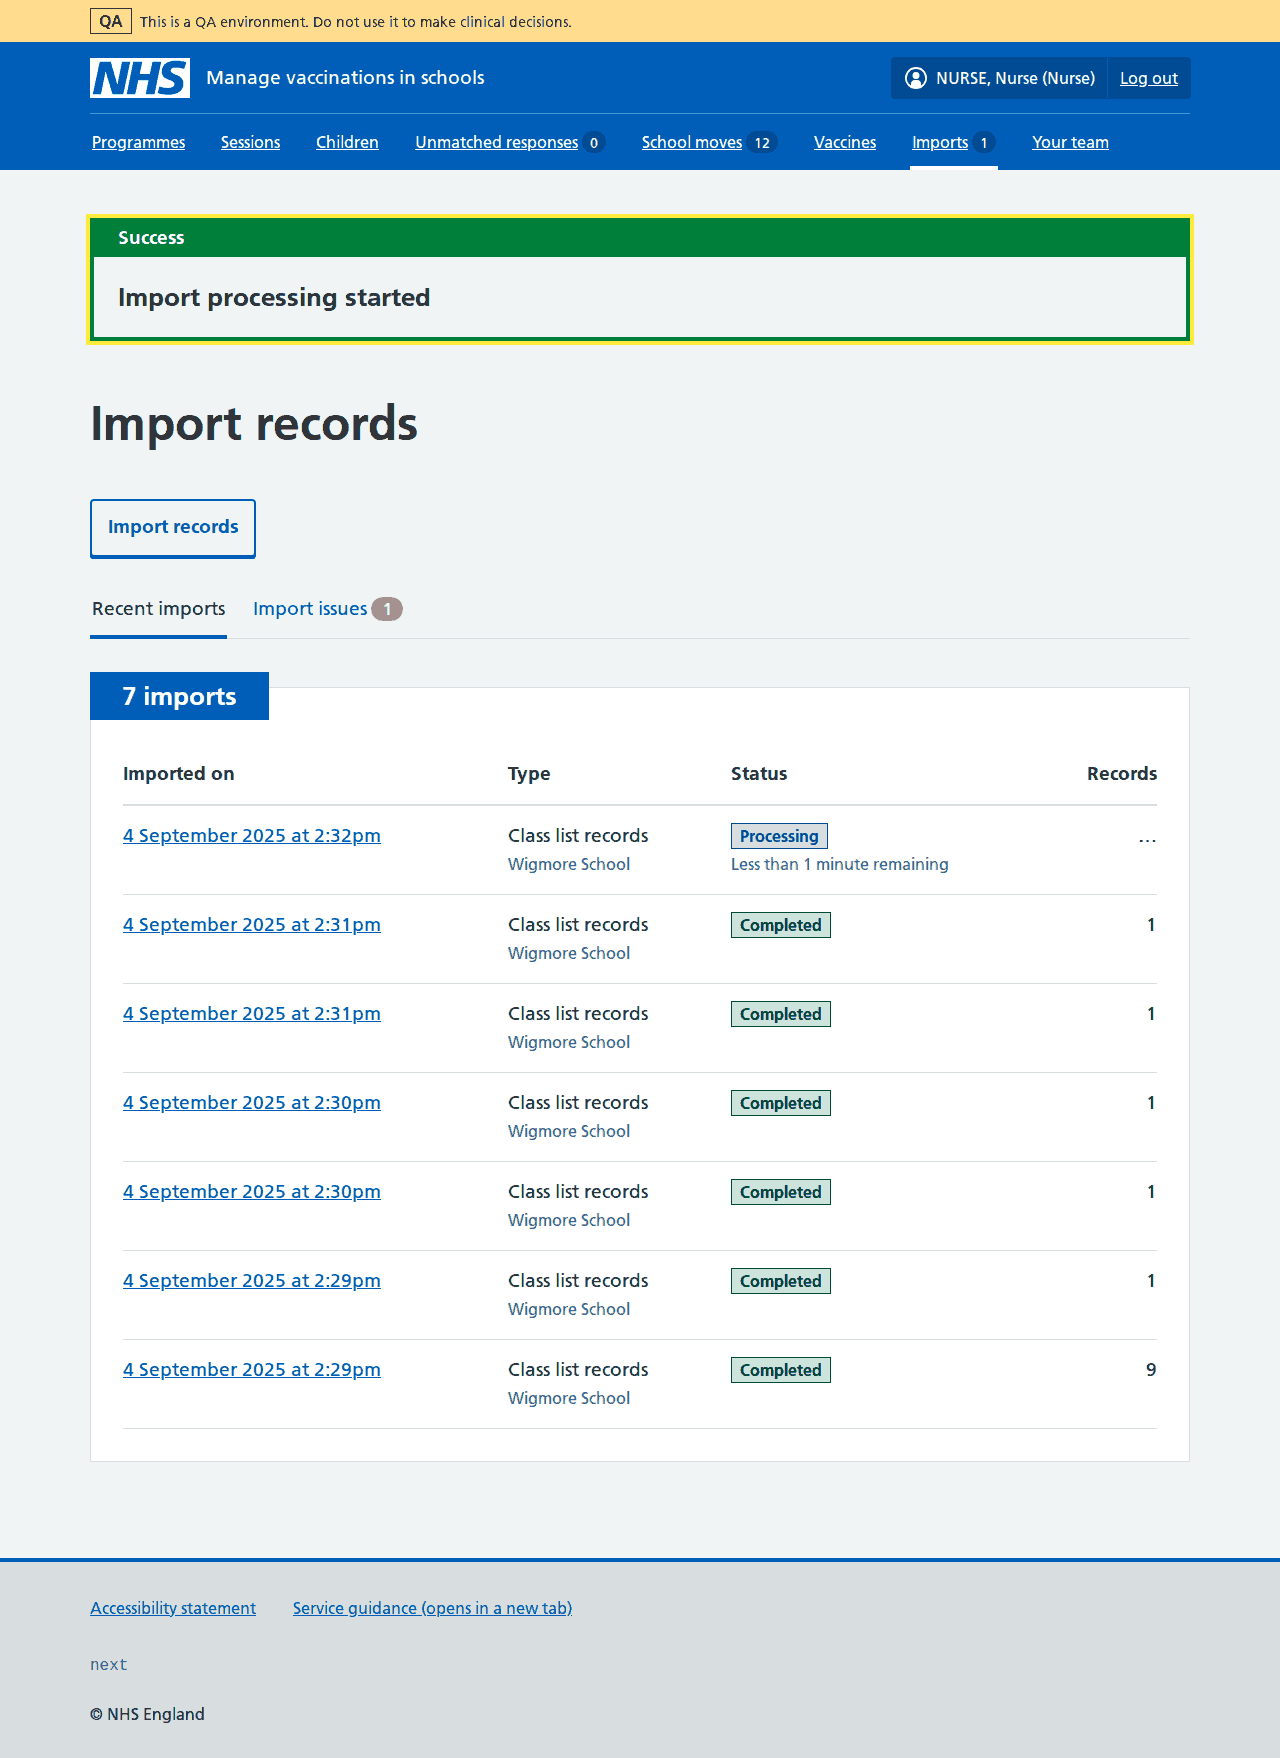 QA This is a QA environment. Do not use it to make clinical decisions.
NHS Manage vaccinations in schools NURSE, Nurse (Nurse) Log out
Programmes Sessions Children Unmatched responses 0 School moves 12 Vaccines Imports 1 Your team
Success
Import processing started
Import records
Import records
Recent imports Import issues 1
7 imports
Imported on Type Status Records
4 September 2025 at 2:32pm Class list records Processing ...
Wigmore School Less than 1 minute remaining
4 September 2025 at 2:31pm Class list records Completed 1
Wigmore School
4 September 2025 at 2:31pm Class list records Completed 1
Wigmore School
4 September 2025 at 2:30pm Class list records Completed 1
Wigmore School
4 September 2025 at 2:30pm Class list records Completed 1
Wigmore School
4 September 2025 at 2:29pm Class list records Completed 1
Wigmore School
4 September 2025 at 2:29pm Class list records Completed 9
Wigmore School
Accessibility statement Service guidance (opens in a new tab)
next
© NHS England